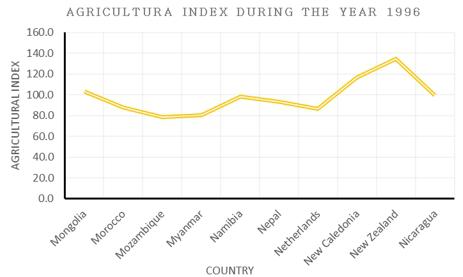 AGRICULTURA INDEX DURING THE YEAR 1996
160.0
140.0
120.0
100.0
80.0
60.0
40.0
20.0
0.0
AGRICULTURAL INDEX
Mongolia
Morocco
Mozambique
Myanmar
Namibia
Nepal
Netherlands
New Caledonia
New Zealand
Nicaragua
COUNTRY